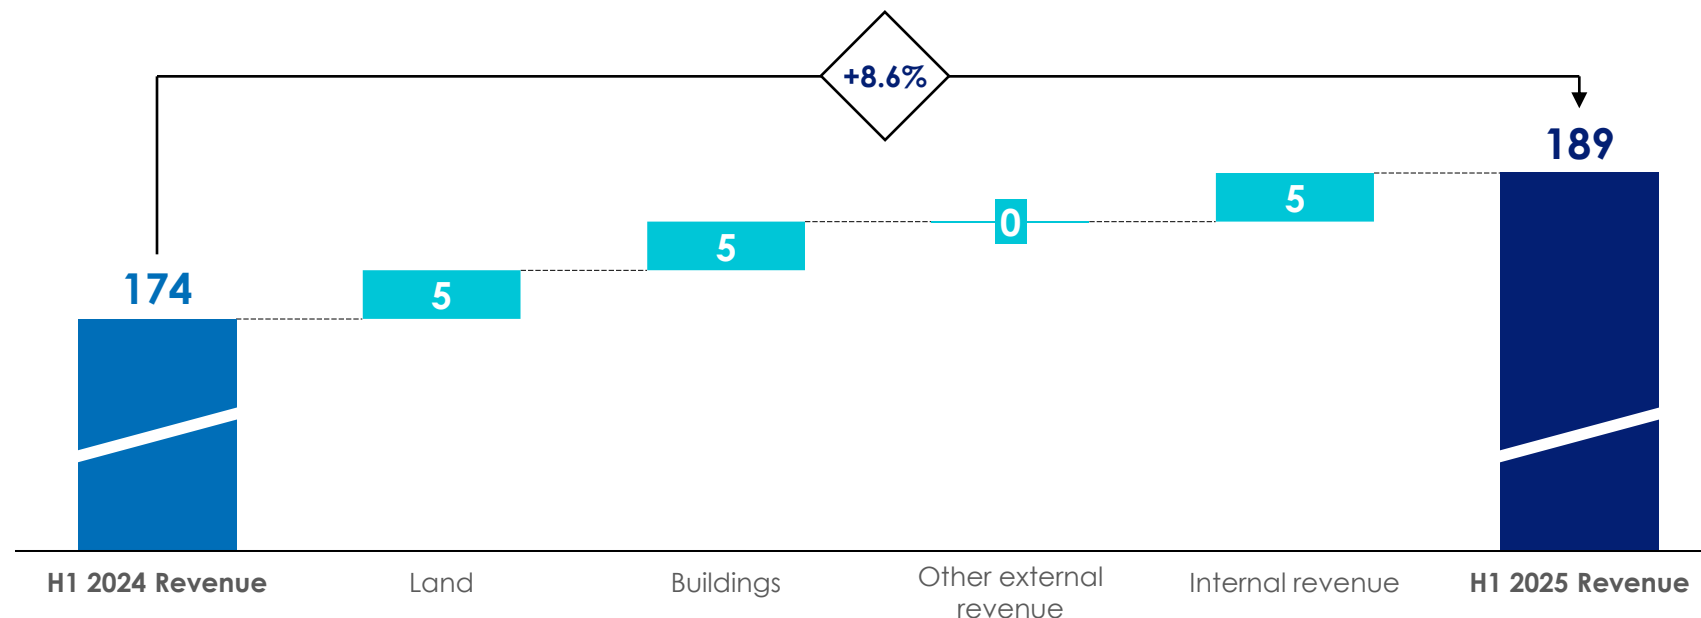 +8.6%
189
174
5
5
0
5
H1 2024 Revenue
Land
Buildings
Other external
revenue
Internal revenue
H1 2025 Revenue